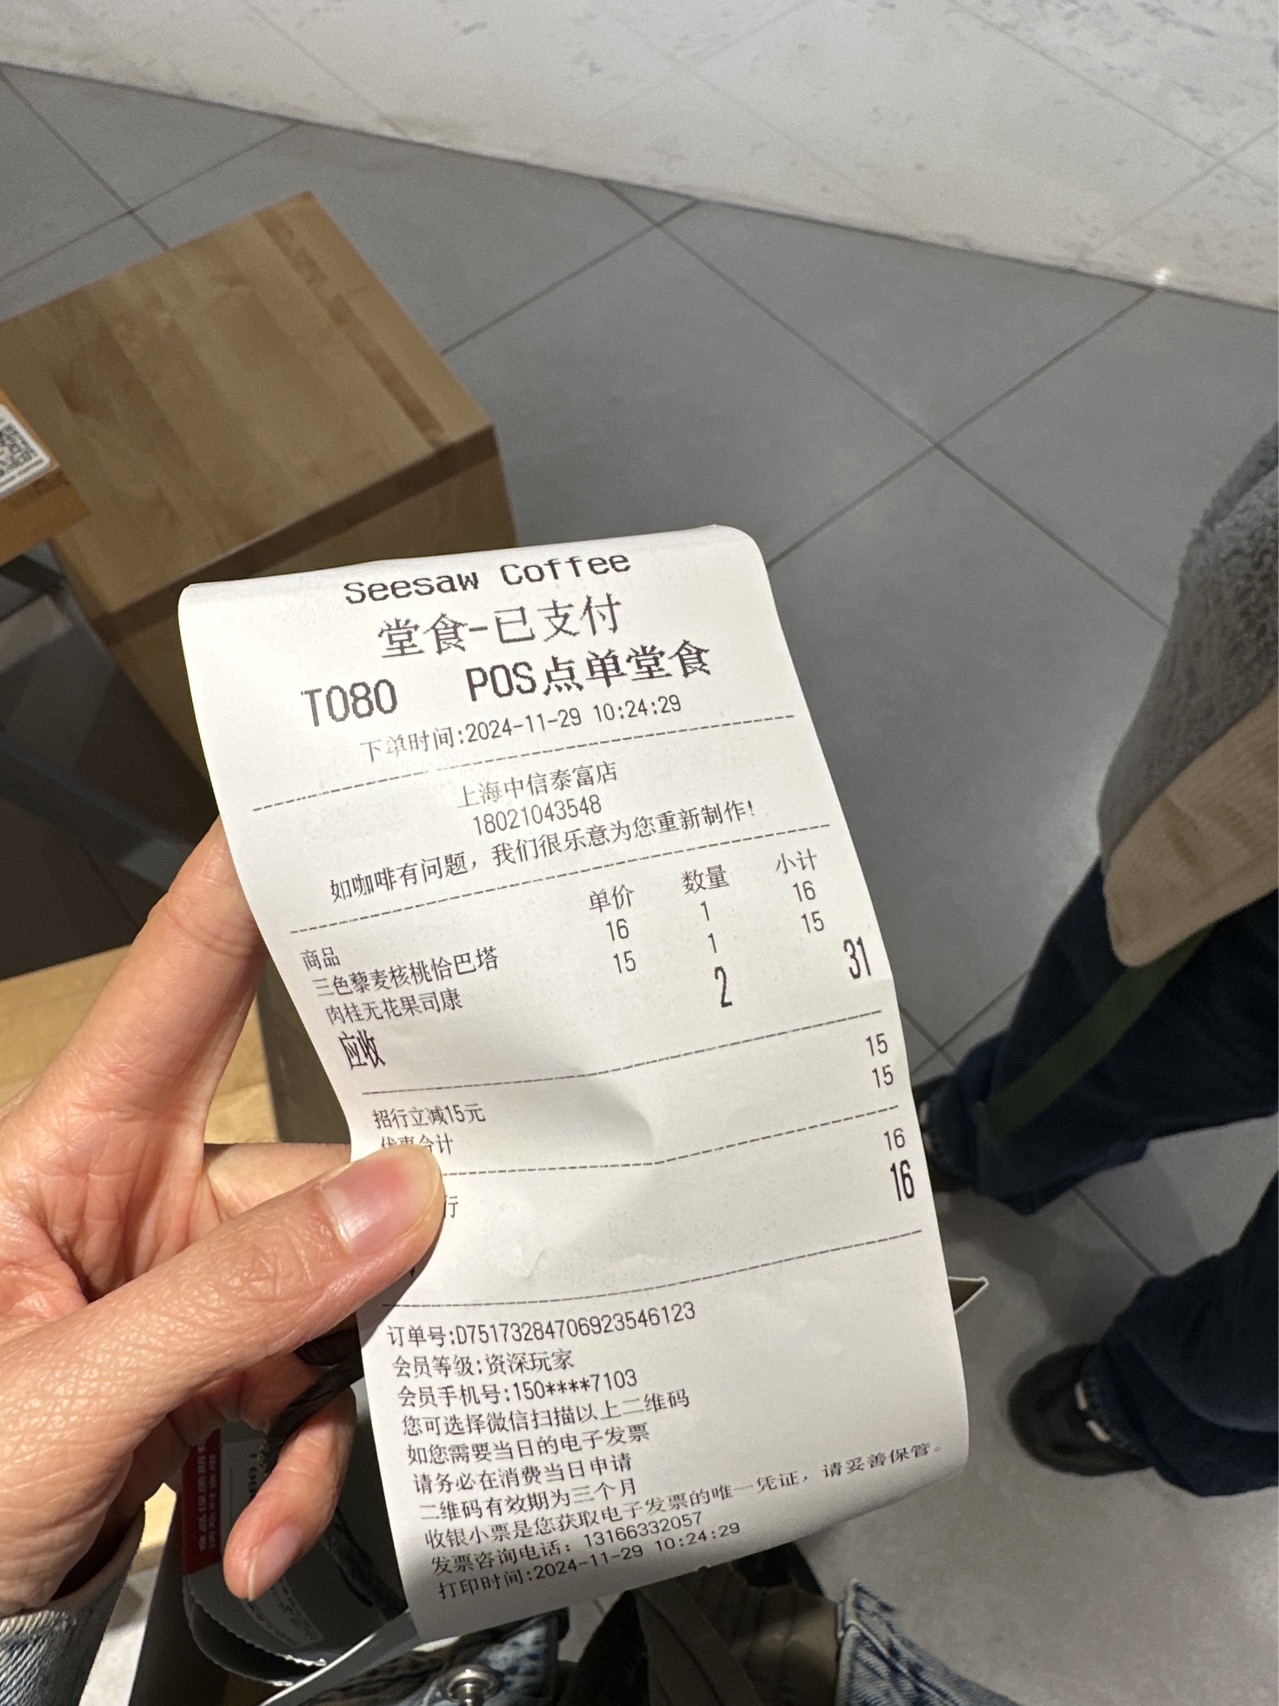 Seesaw Coffee
堂食-已支付
T080 POS点单堂食
下单时间:2024-11-29 10:24:29
上海中信泰富店
18021043548
如咖啡有问题，我们很乐意为您重新制作!
商品 单价 数量 小计
三色藜麦核桃恰巴塔 16 1 16
肉桂无花果司康 15 1 15
应收 2 31
招行立减15元 15
优惠合计 15
行 16
16
订单号:D751732847069235461​23
会员等级:资深玩家
会员手机号:150****7103
您可选择微信扫描以上二维码
如您需要当日的电子发票
请务必在消费当日申请
二维码有效期为三个月
收银小票是您获取电子发票的唯一凭证，请妥善保管。
发票咨询电话：13166332057
打印时间:2024-11-29 10:24:29